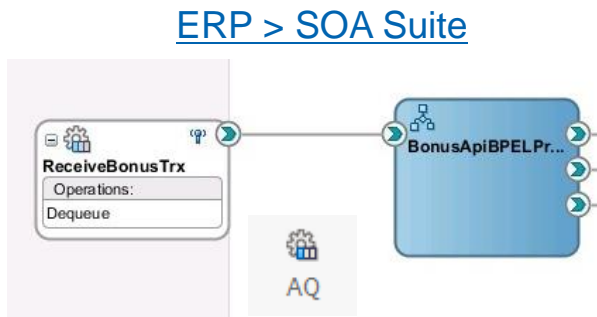 ERP > SOA Suite
ReceiveBonusTrx
Operations:
Dequeue
BonusApiBPELPr...
AQ